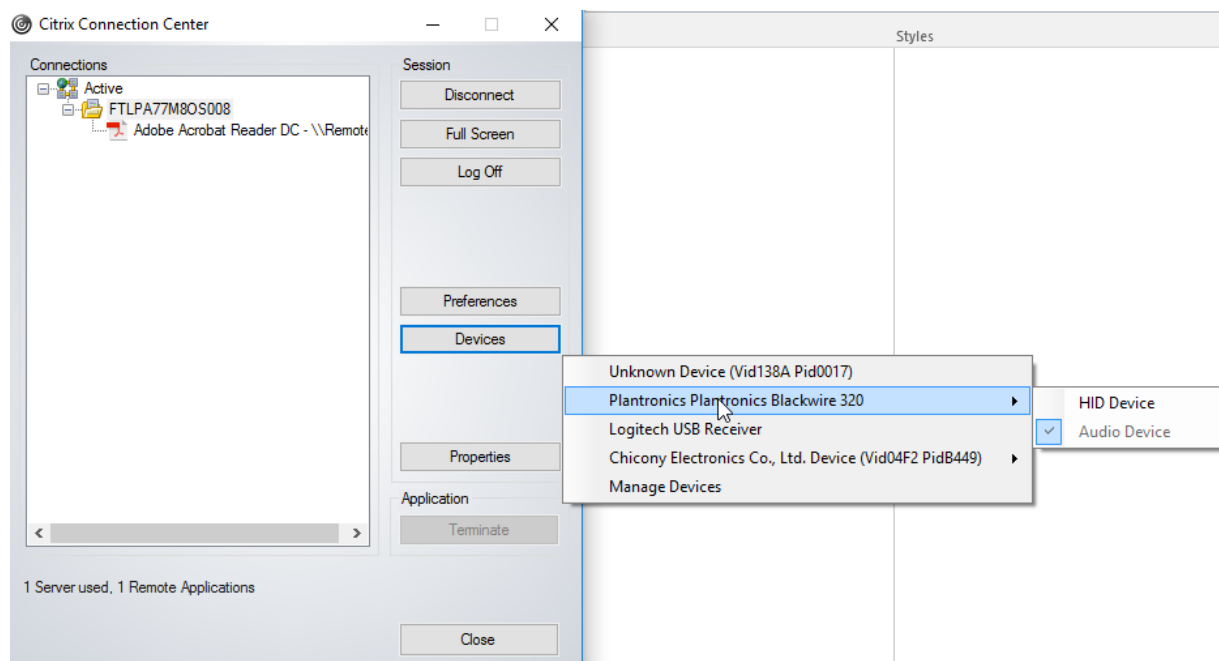 Citrix Connection Center
Styles
Connections
Active
FTLPA77M8OS008
Adobe Acrobat Reader DC - \\Remote
Session
Disconnect
Full Screen
Log Off
Preferences
Devices
Unknown Device (Vid138A Pid0017)
Plantronics Plantronics Blackwire 320
HID Device
Audio Device
Logitech USB Receiver
Chicony Electronics Co., Ltd. Device (Vid04F2 PidB449)
Manage Devices
Properties
Application
Terminate
1 Server used, 1 Remote Applications
Close